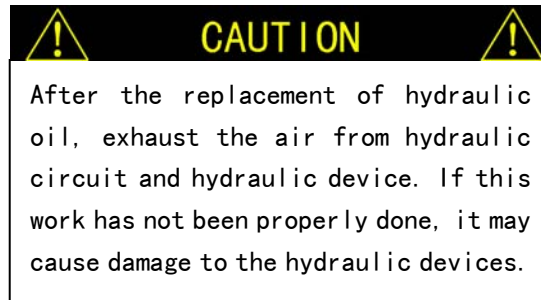 CAUTION
After the replacement of hydraulic
oil, exhaust the air from hydraulic
circuit and hydraulic device. If this
work has not been properly done, it may
cause damage to the hydraulic devices.